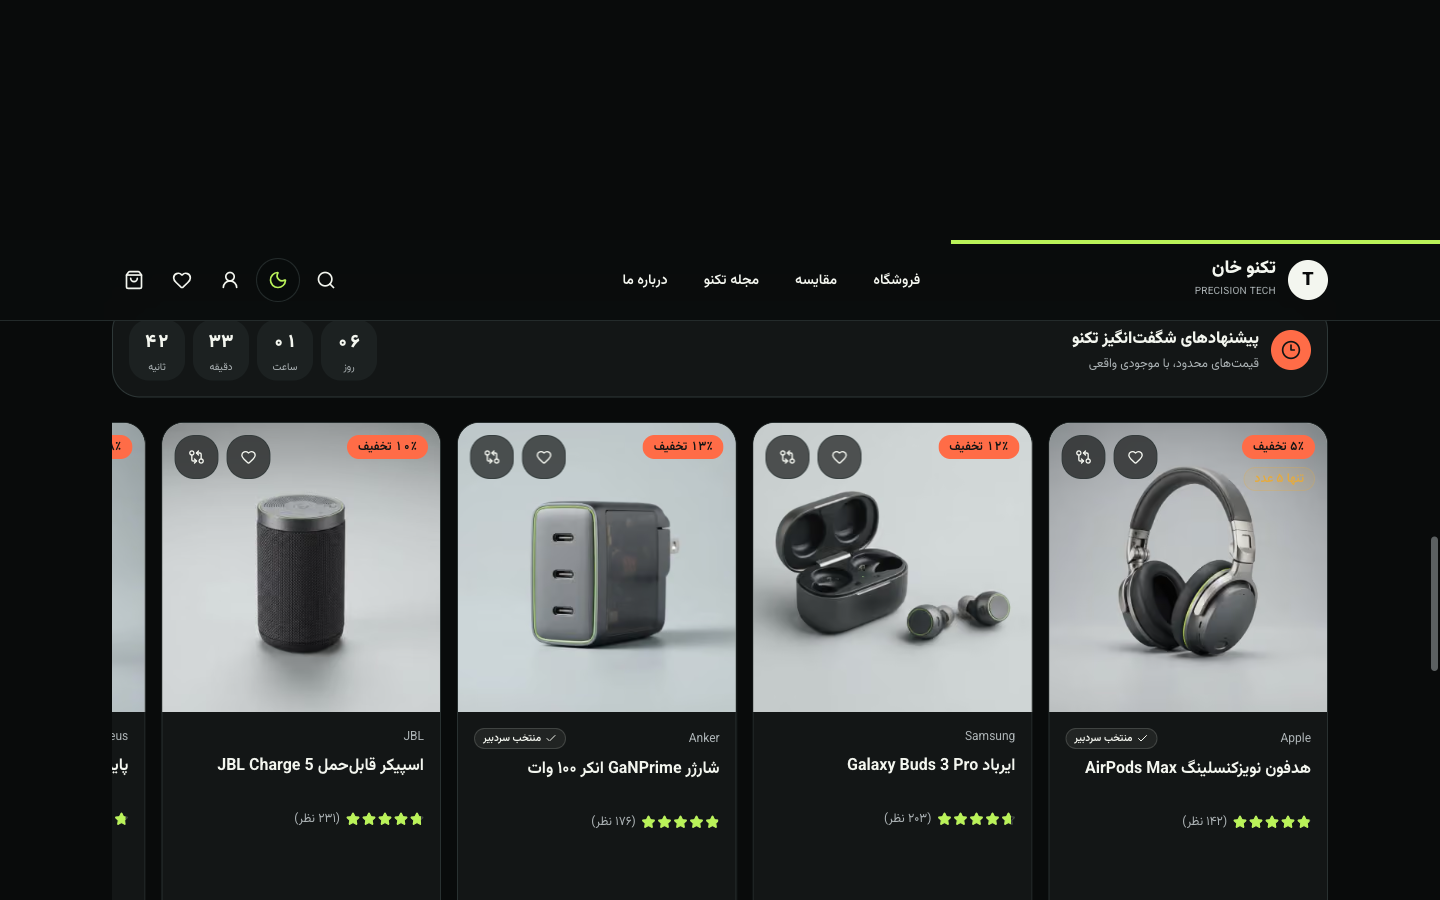 T
تکنو خان
PRECISION TECH
فروشگاه
مقایسه
مجله تکنو
درباره ما
پیشنهادهای شگفت‌انگیز تکنو
قیمت‌های محدود، با موجودی واقعی
۰۶
روز
۰۱
ساعت
۳۳
دقیقه
۴۲
ثانیه
۵٪ تخفیف
Apple
منتخب سردبیر
هدفون نویزکنسلینگ AirPods Max
(۱۴۲ نظر)
۱۲٪ تخفیف
Samsung
ایرباد Galaxy Buds 3 Pro
(۲۰۳ نظر)
۱۳٪ تخفیف
Anker
منتخب سردبیر
شارژر GaNPrime انکر ۱۰۰ وات
(۱۷۶ نظر)
۱۰٪ تخفیف
JBL
اسپیکر قابل‌حمل JBL Charge 5
(۲۳۱ نظر)